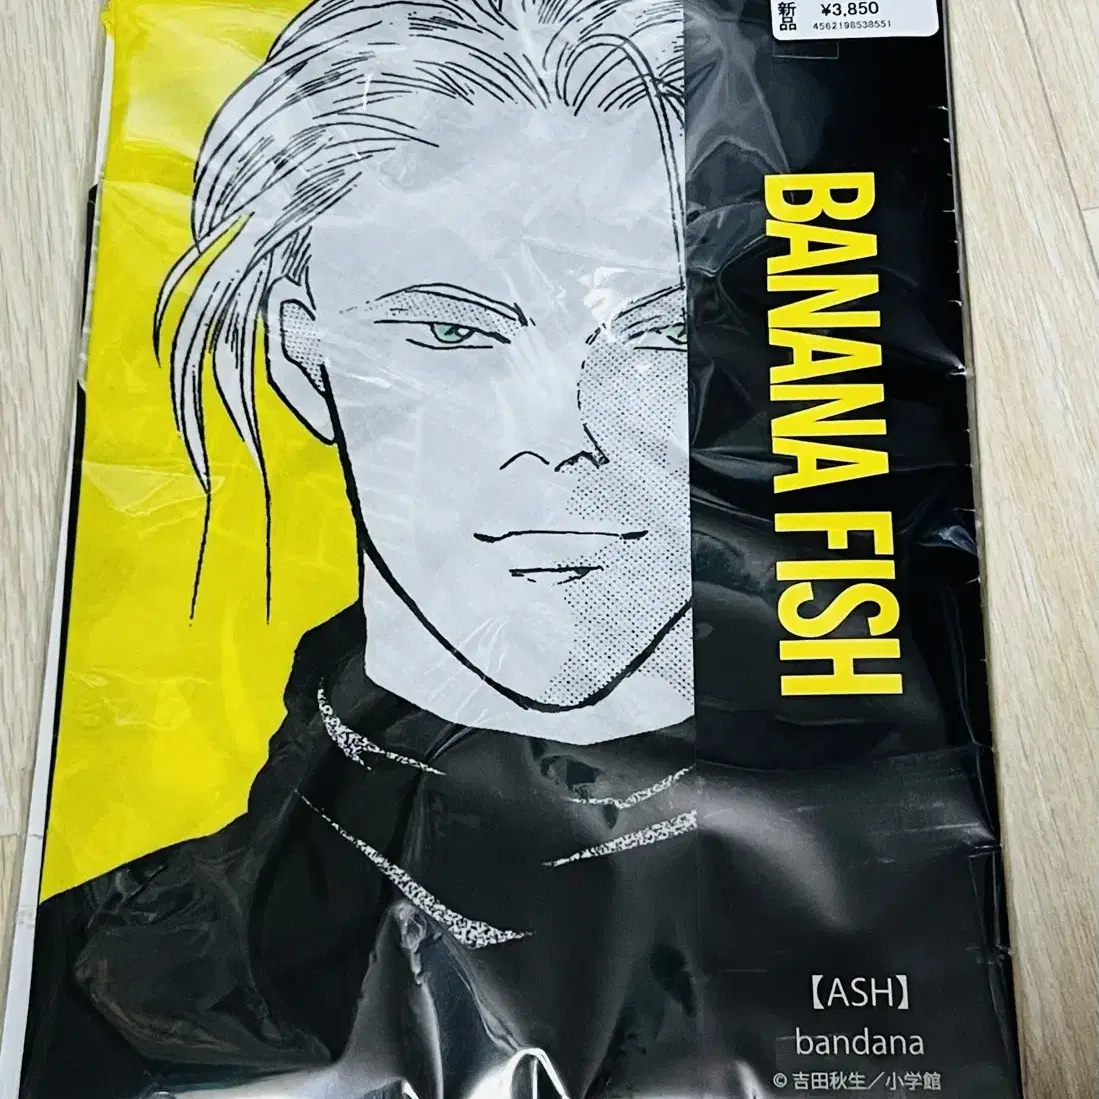 新品
¥3,850
4562198538551
BANANA FISH
【ASH】
bandana
© 吉田秋生／小学館